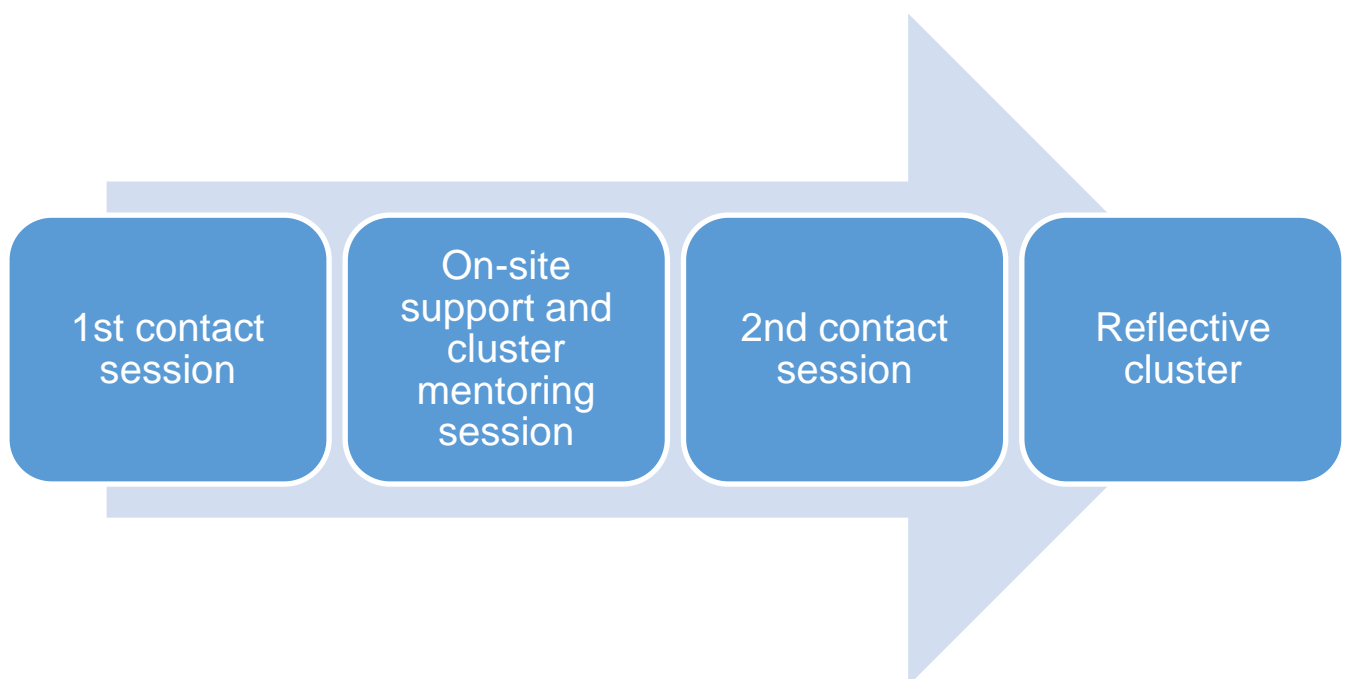 1st contact
session
On-site
support and
cluster
mentoring
session
2nd contact
session
Reflective
cluster